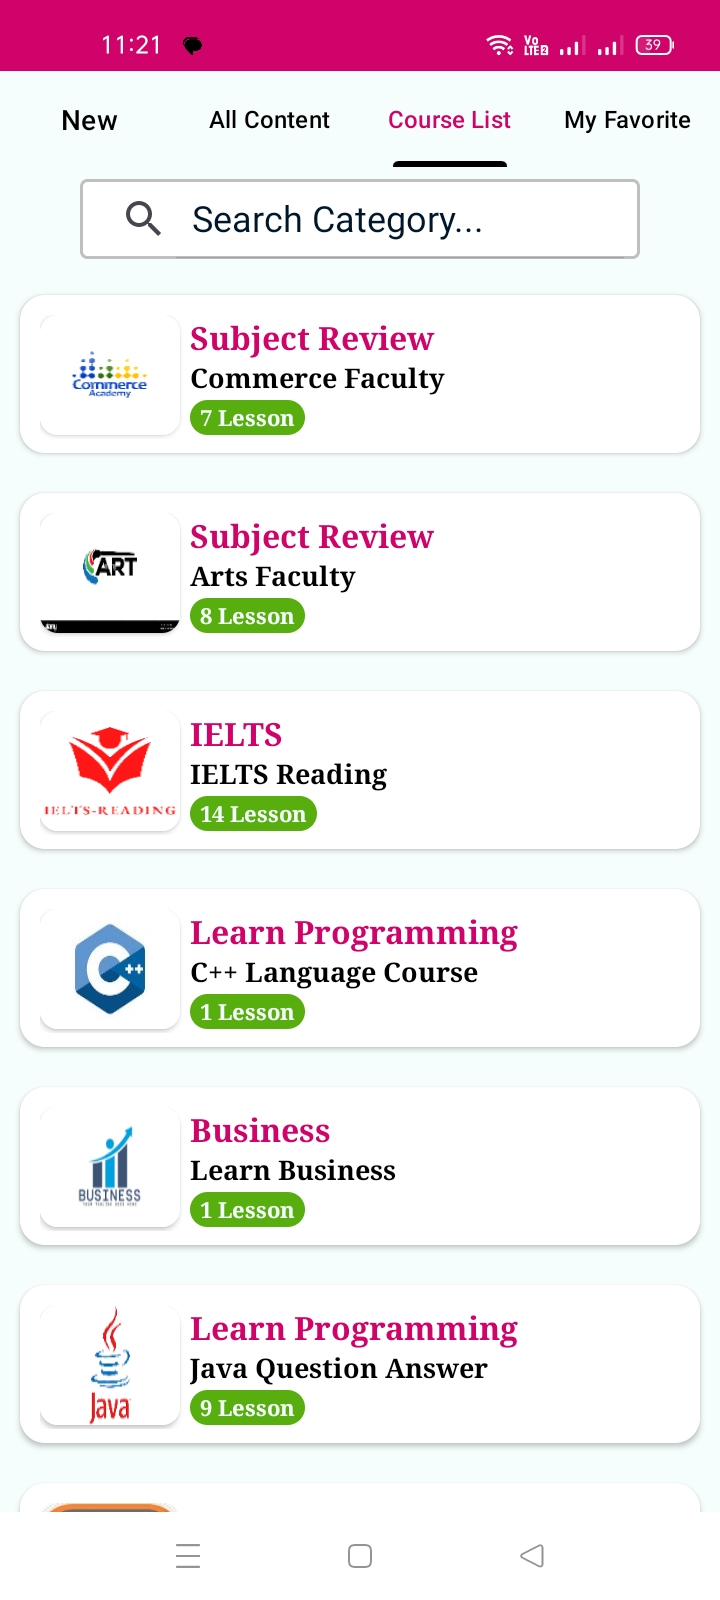 11:21
Vo LTE2
39
New
All Content
Course List
My Favorite
Search Category...
Commerce
Academy
Subject Review
Commerce Faculty
7 Lesson
ART
Subject Review
Arts Faculty
8 Lesson
IELTS-READING
IELTS
IELTS Reading
14 Lesson
C++
Learn Programming
C++ Language Course
1 Lesson
BUSINESS
Business
Learn Business
1 Lesson
Java
Learn Programming
Java Question Answer
9 Lesson